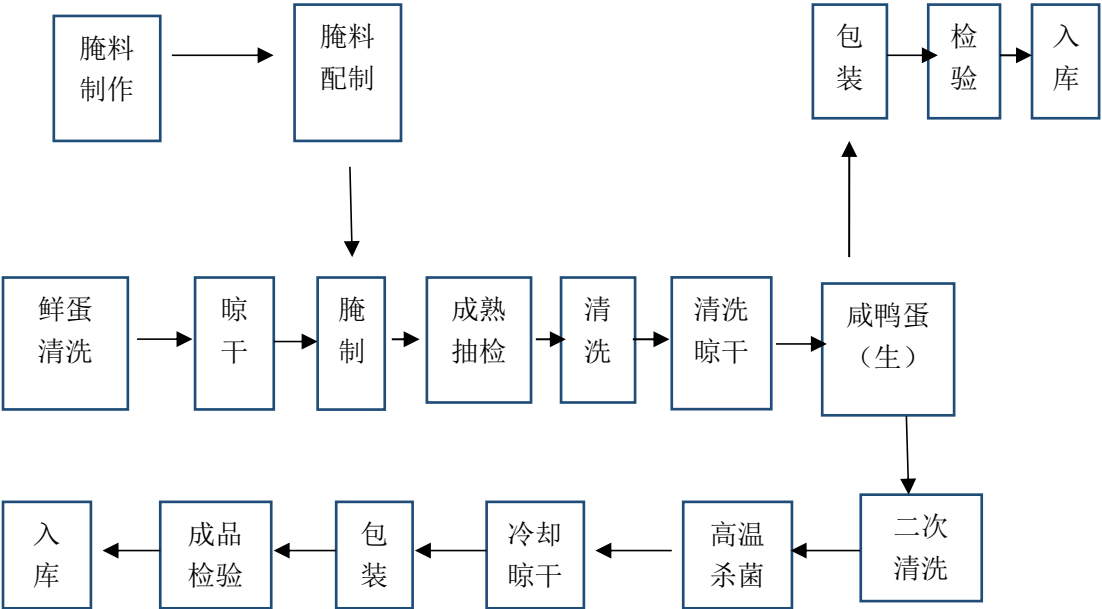 腌料
制作
腌料
配制
包
装
检
验
入
库
鲜蛋
清洗
晾
干
腌
制
成熟
抽检
清
洗
清洗
晾干
咸鸭蛋
（生）
入
库
成品
检验
包
装
冷却
晾干
高温
杀菌
二次
清洗